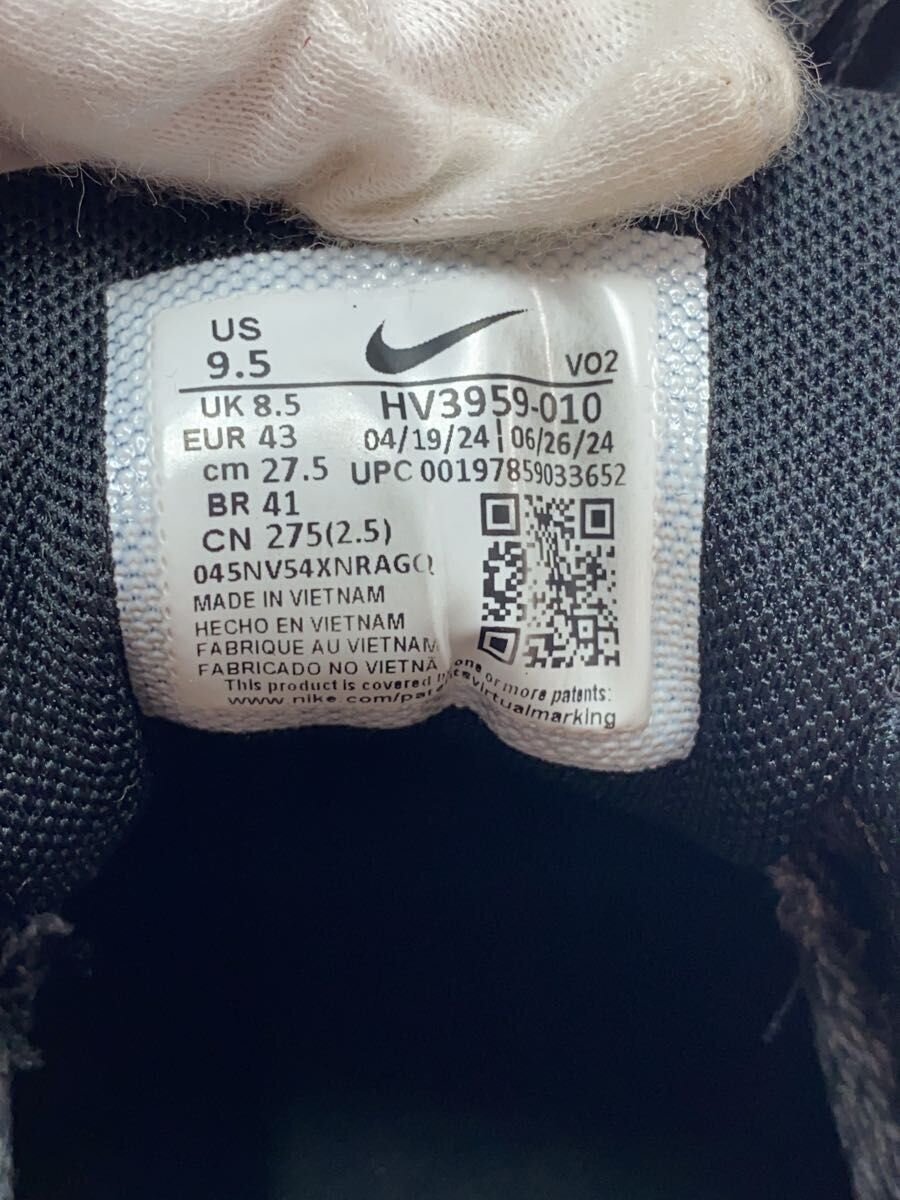 US
9.5
VO2
UK 8.5
HV3959-010
EUR 43
04/19/24 | 06/26/24
cm 27.5
UPC 00197859033652
BR 41
CN 275(2.5)
045NV54XNRAGQ
MADE IN VIETNAM
HECHO EN VIETNAM
FABRIQUE AU VIETNAM
FABRICADO NO VIETNÃ
This product is covered one or more patents:
www.nike.com/pat tsvirtualmarking